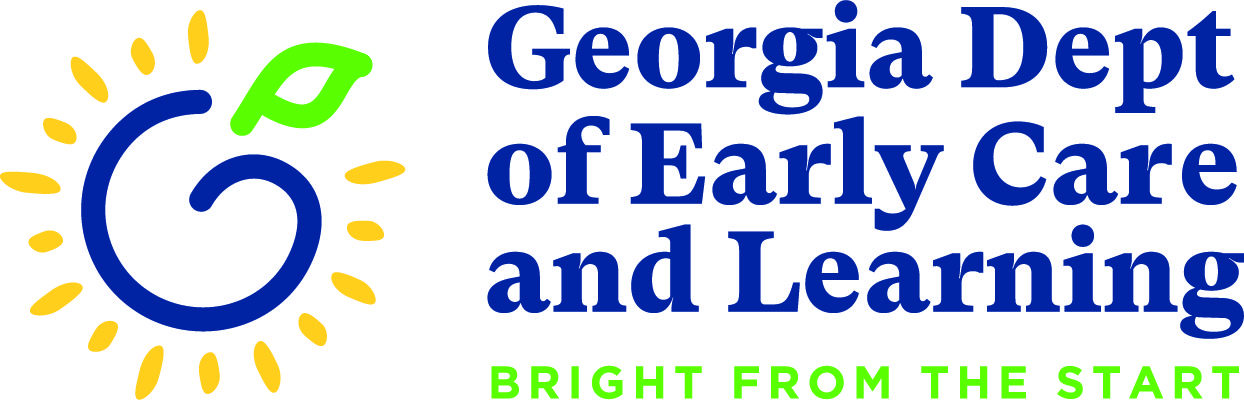 Georgia Dept
of Early Care
and Learning
BRIGHT FROM THE START